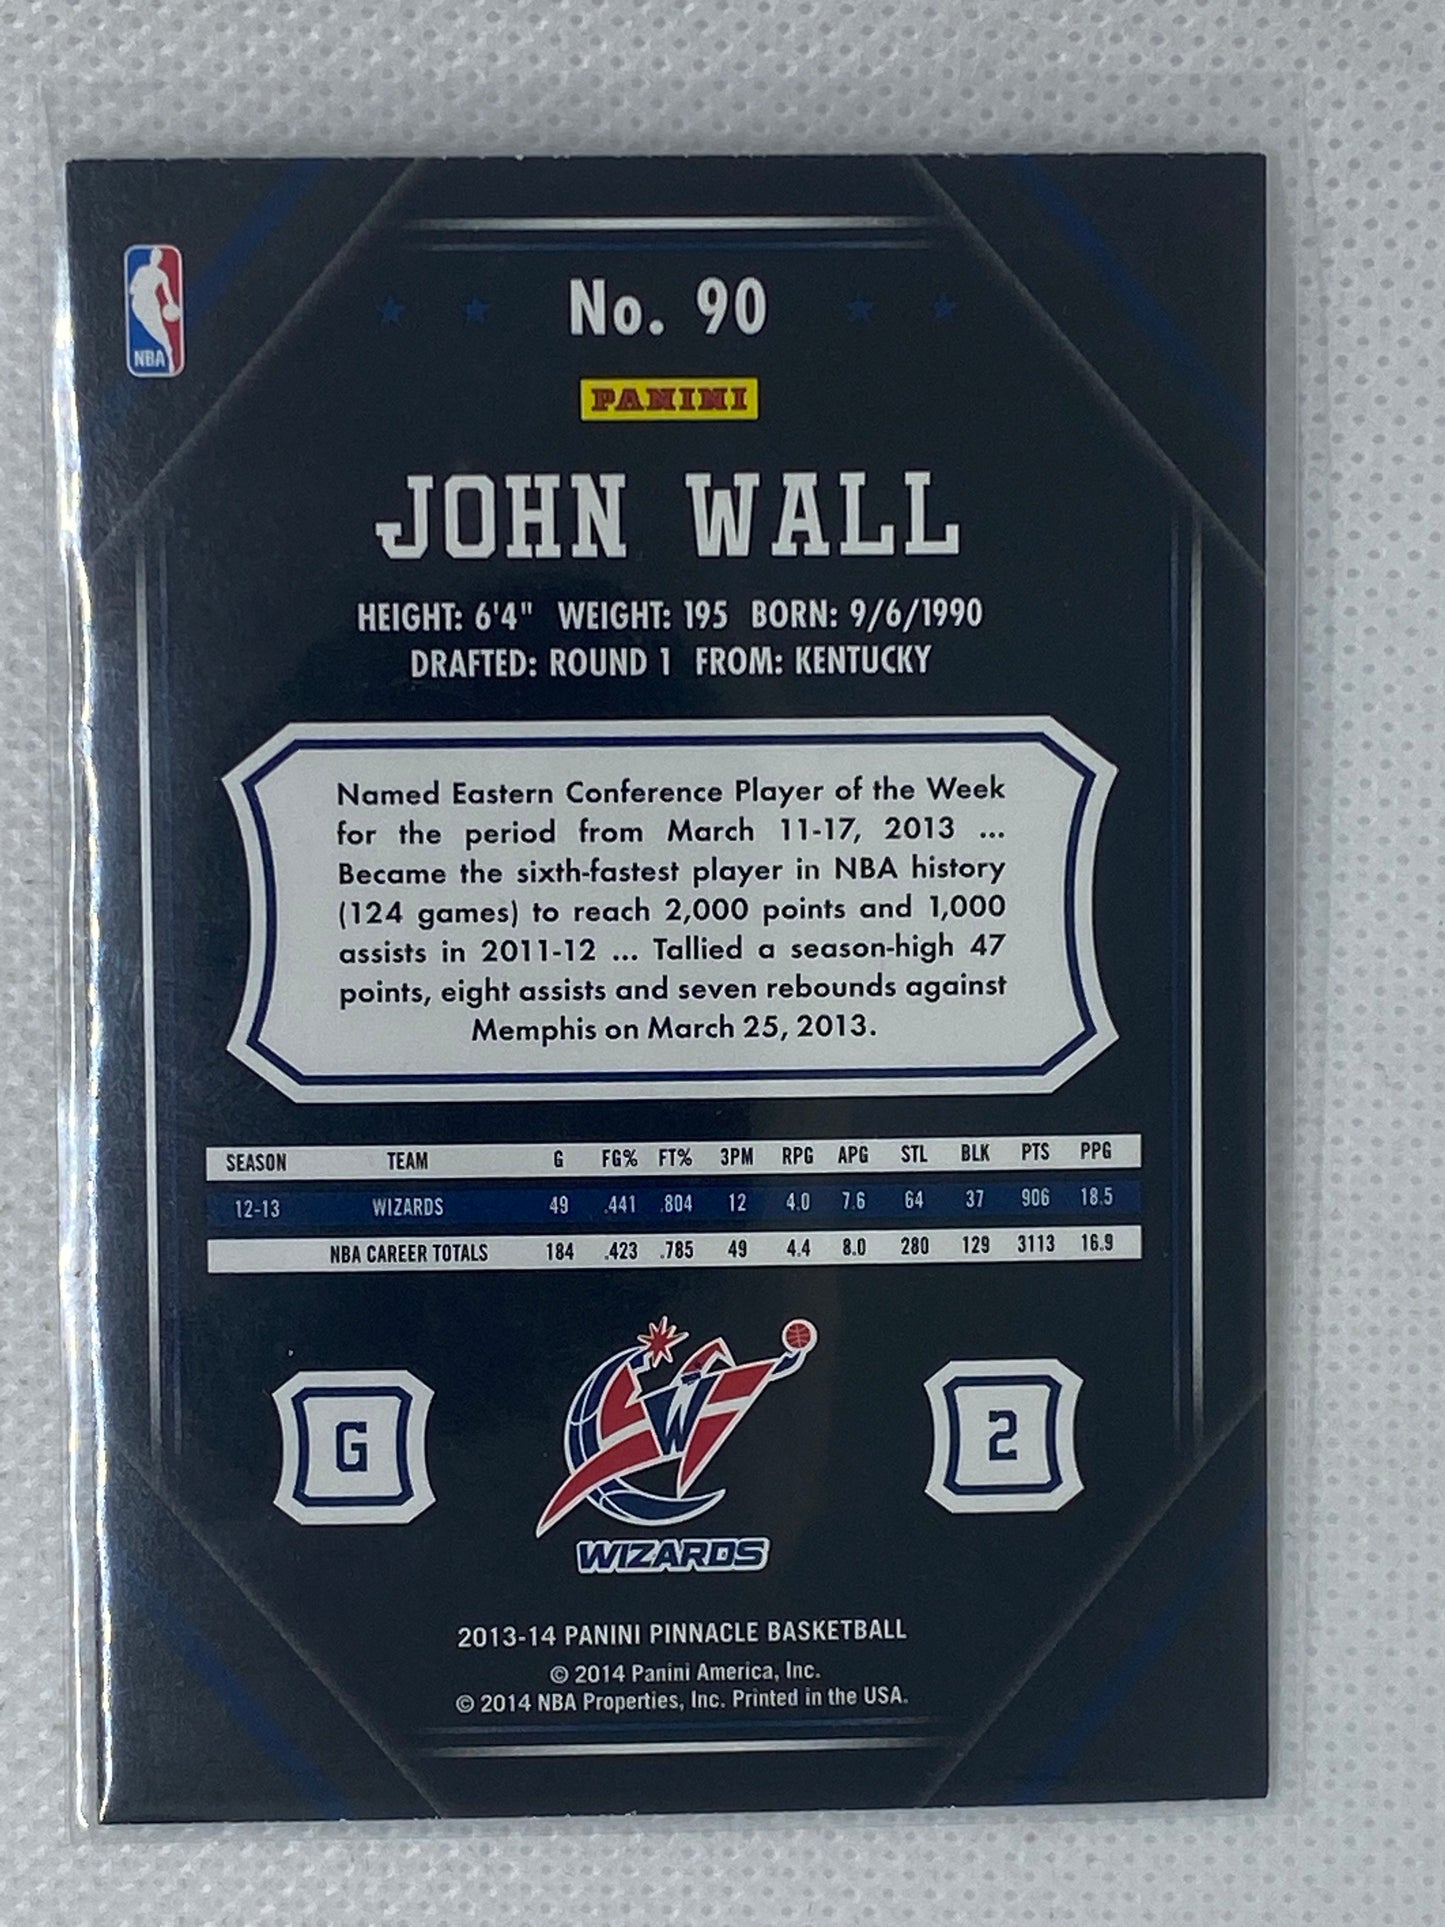 No. 90
NBA
PANINI
JOHN WALL
HEIGHT: 6'4" WEIGHT: 195 BORN: 9/6/1990
DRAFTED: ROUND 1 FROM: KENTUCKY
Named Eastern Conference Player of the Week
for the period from March 11-17, 2013 ...
Became the sixth-fastest player in NBA history
(124 games) to reach 2,000 points and 1,000
assists in 2011-12 ... Tallied a season-high 47
points, eight assists and seven rebounds against
Memphis on March 25, 2013.
SEASON TEAM G FG% FT% 3PM RPG APG STL BLK PTS PPG
12-13 WIZARDS 49 .441 .804 12 4.0 7.6 64 37 906 18.5
NBA CAREER TOTALS 184 .423 .785 49 4.4 8.0 280 129 3113 16.9
G W 2
WIZARDS
2013-14 PANINI PINNACLE BASKETBALL
© 2014 Panini America, Inc.
© 2014 NBA Properties, Inc. Printed in the USA.